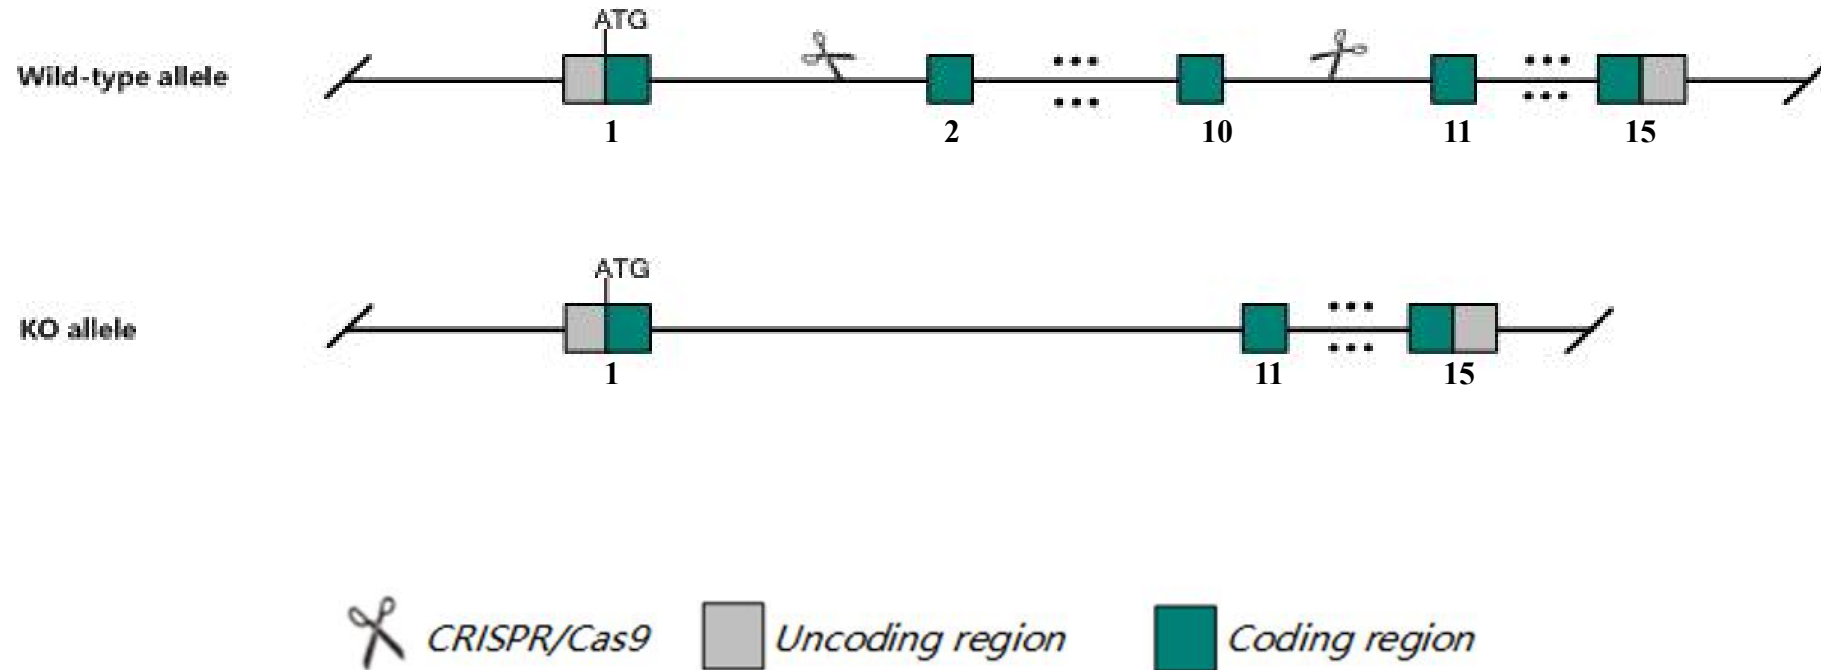 ATG
Wild-type allele
1 2 10 11 15
ATG
KO allele
1 11 15
CRISPR/Cas9 Uncoding region Coding region